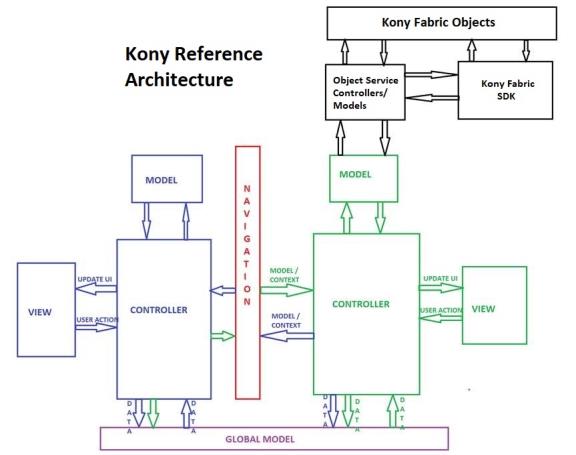 Kony Fabric Objects
Kony Reference
Architecture
Object Service
Controllers/
Models
Kony Fabric
SDK
MODEL
NAVIGATION
MODEL
UPDATE UI
VIEW
USER ACTION
CONTROLLER
MODEL /
CONTEXT
MODEL /
CONTEXT
CONTROLLER
UPDATE UI
USER ACTION
VIEW
DATA
DATA
DATA
DATA
DATA
GLOBAL MODEL